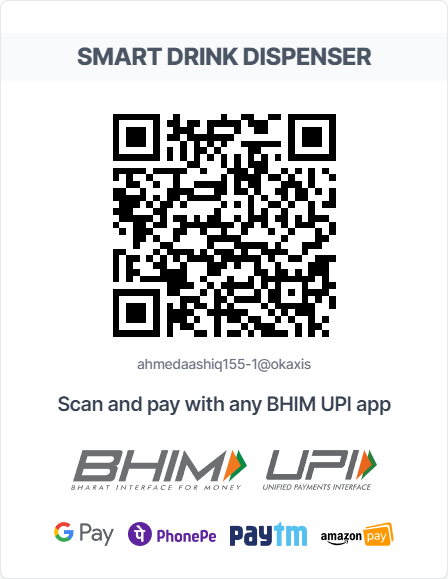 SMART DRINK DISPENSER
ahmedaashiq155-1@okaxis
Scan and pay with any BHIM UPI app
BHIM UPI
BHARAT INTERFACE FOR MONEY UNIFIED PAYMENTS INTERFACE
G Pay PhonePe Paytm amazon pay